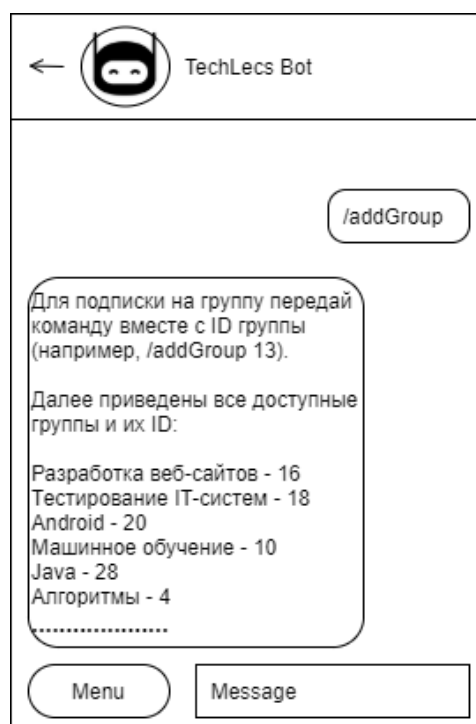 TechLecs Bot
/addGroup
Для подписки на группу передай
команду вместе с ID группы
(например, /addGroup 13).
Далее приведены все доступные
группы и их ID:
Разработка веб-сайтов - 16
Тестирование IT-систем - 18
Android - 20
Машинное обучение - 10
Java - 28
Алгоритмы - 4
....................
Menu
Message